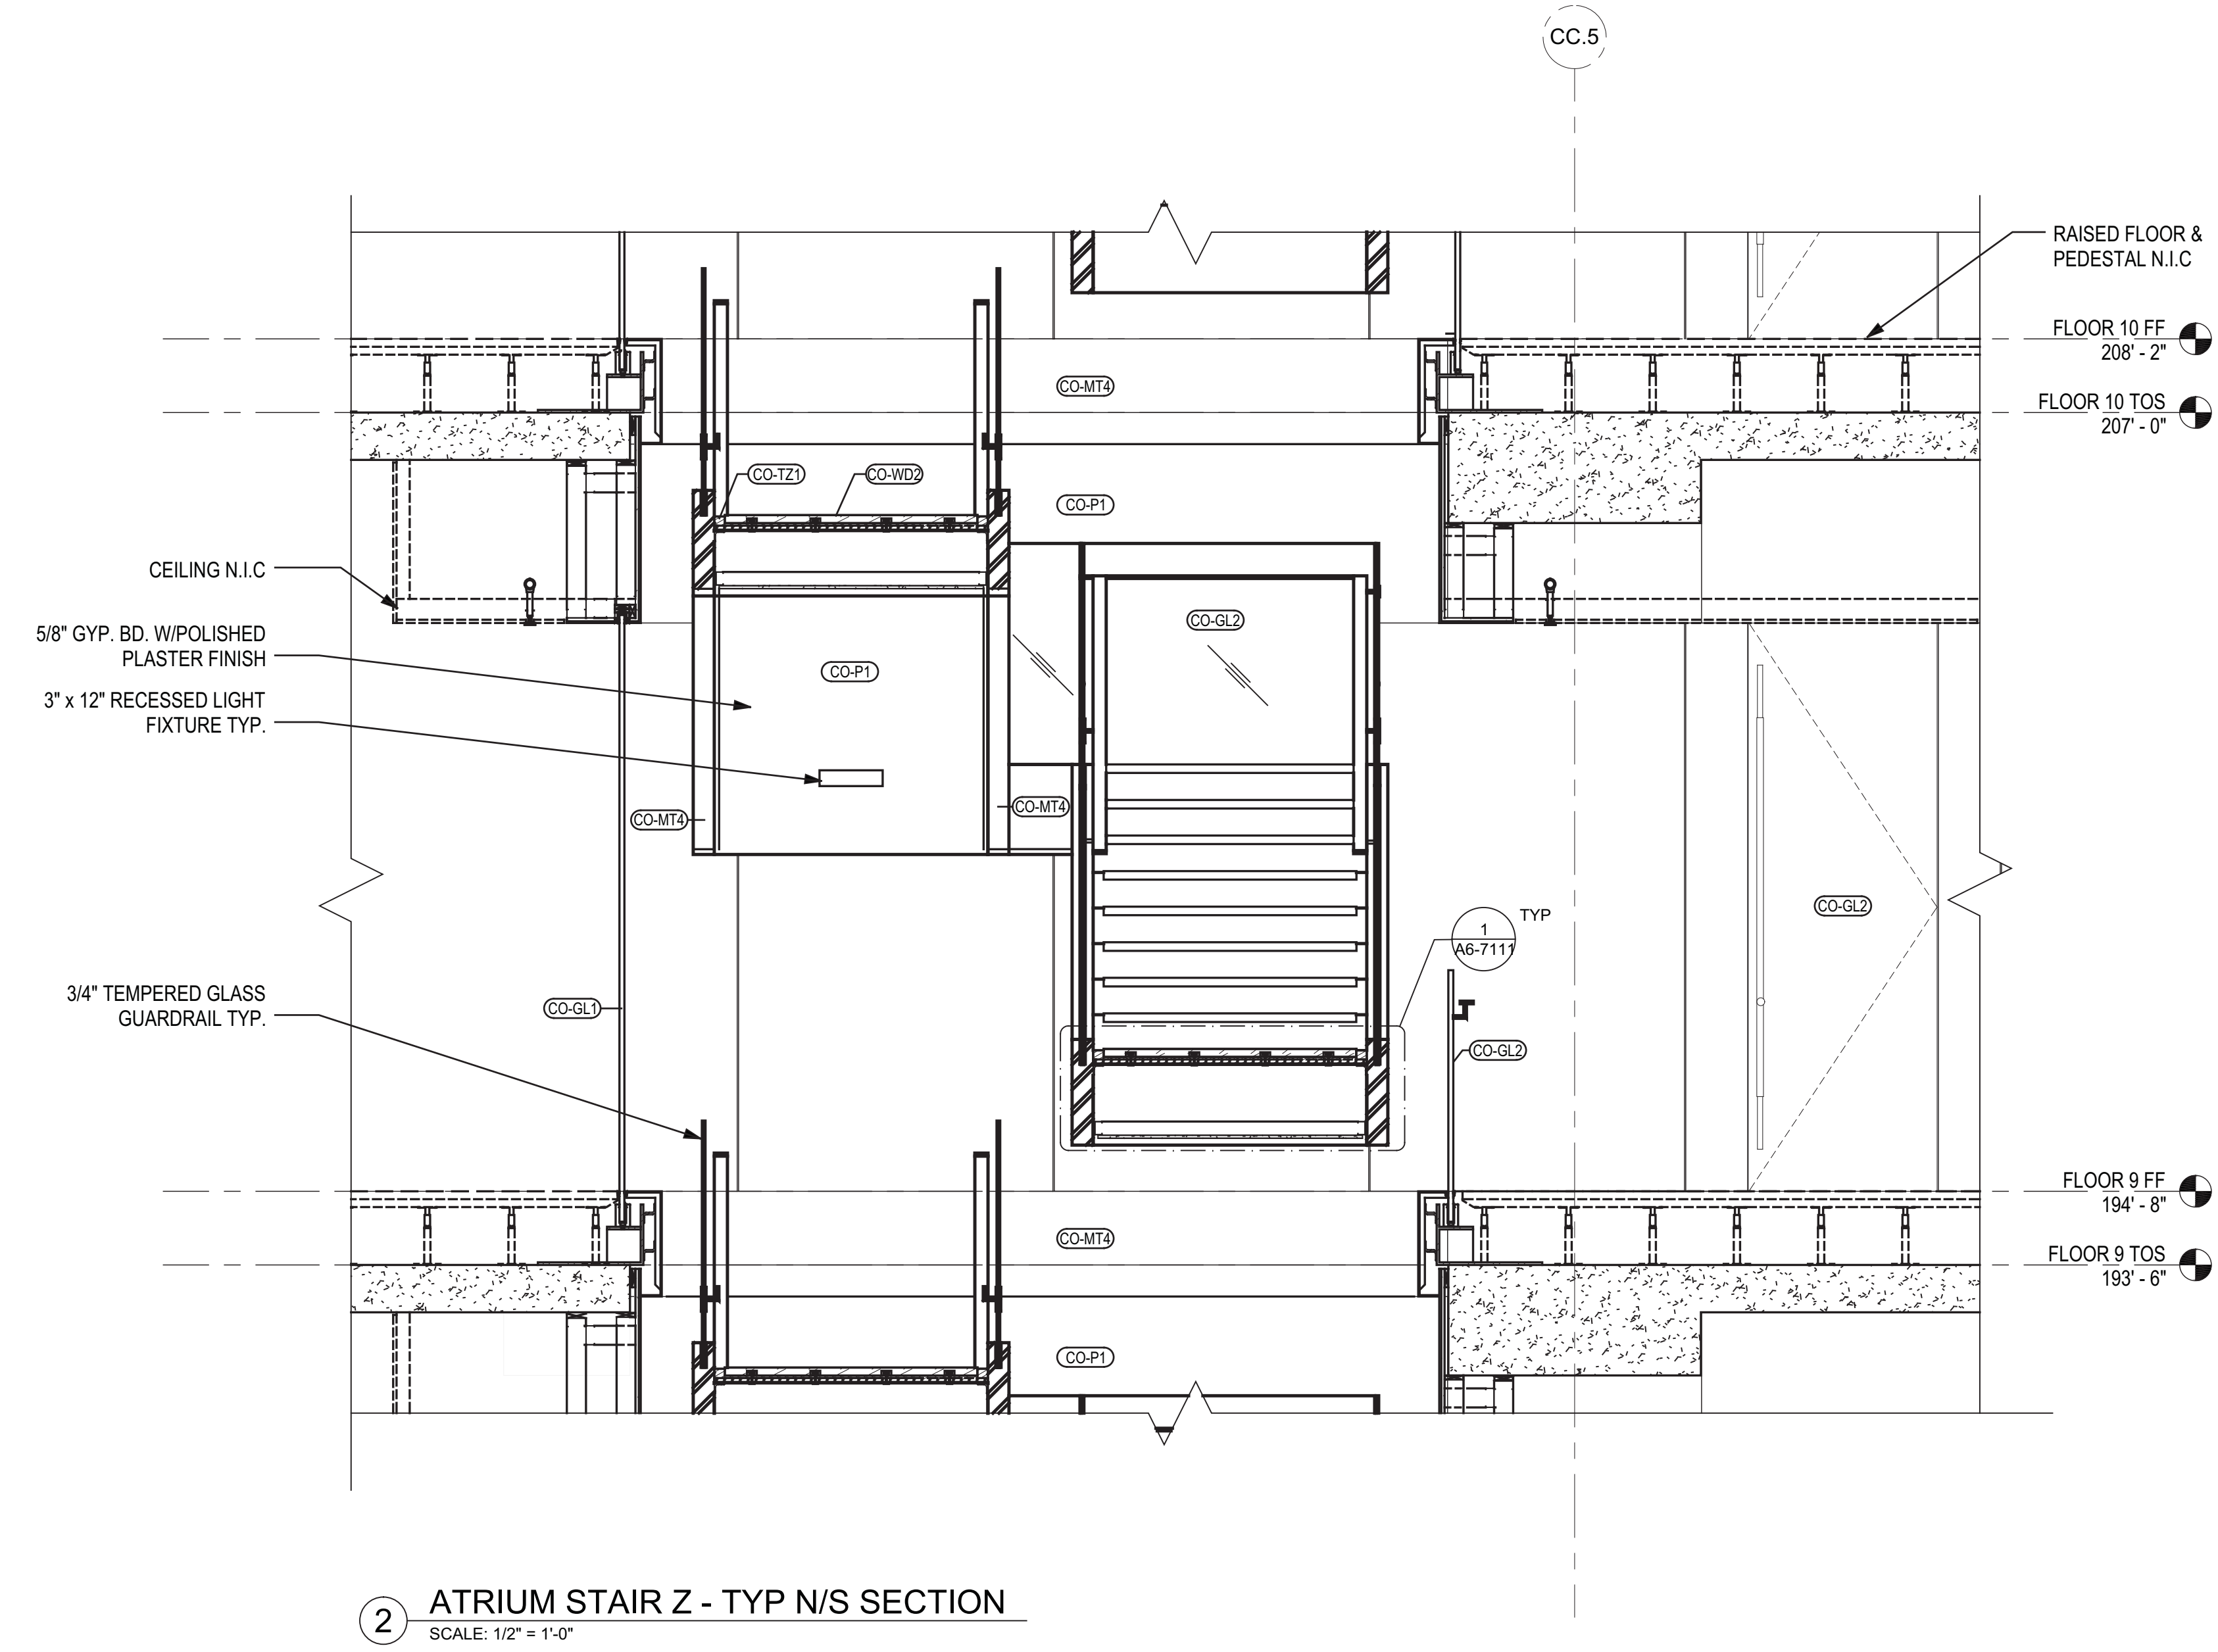 CC.5
RAISED FLOOR &
PEDESTAL N.I.C
FLOOR 10 FF
208' - 2"
CO-MT4
FLOOR 10 TOS
207' - 0"
CO-TZ1
CO-WD2
CO-P1
CEILING N.I.C
CO-GL2
5/8" GYP. BD. W/POLISHED
PLASTER FINISH
CO-P1
3" x 12" RECESSED LIGHT
FIXTURE TYP.
CO-MT4
CO-MT4
CO-GL2
1
A6-7111
TYP
3/4" TEMPERED GLASS
GUARDRAIL TYP.
CO-GL1
CO-GL2
FLOOR 9 FF
194' - 8"
CO-MT4
FLOOR 9 TOS
193' - 6"
CO-P1
2
ATRIUM STAIR Z - TYP N/S SECTION
SCALE: 1/2" = 1'-0"